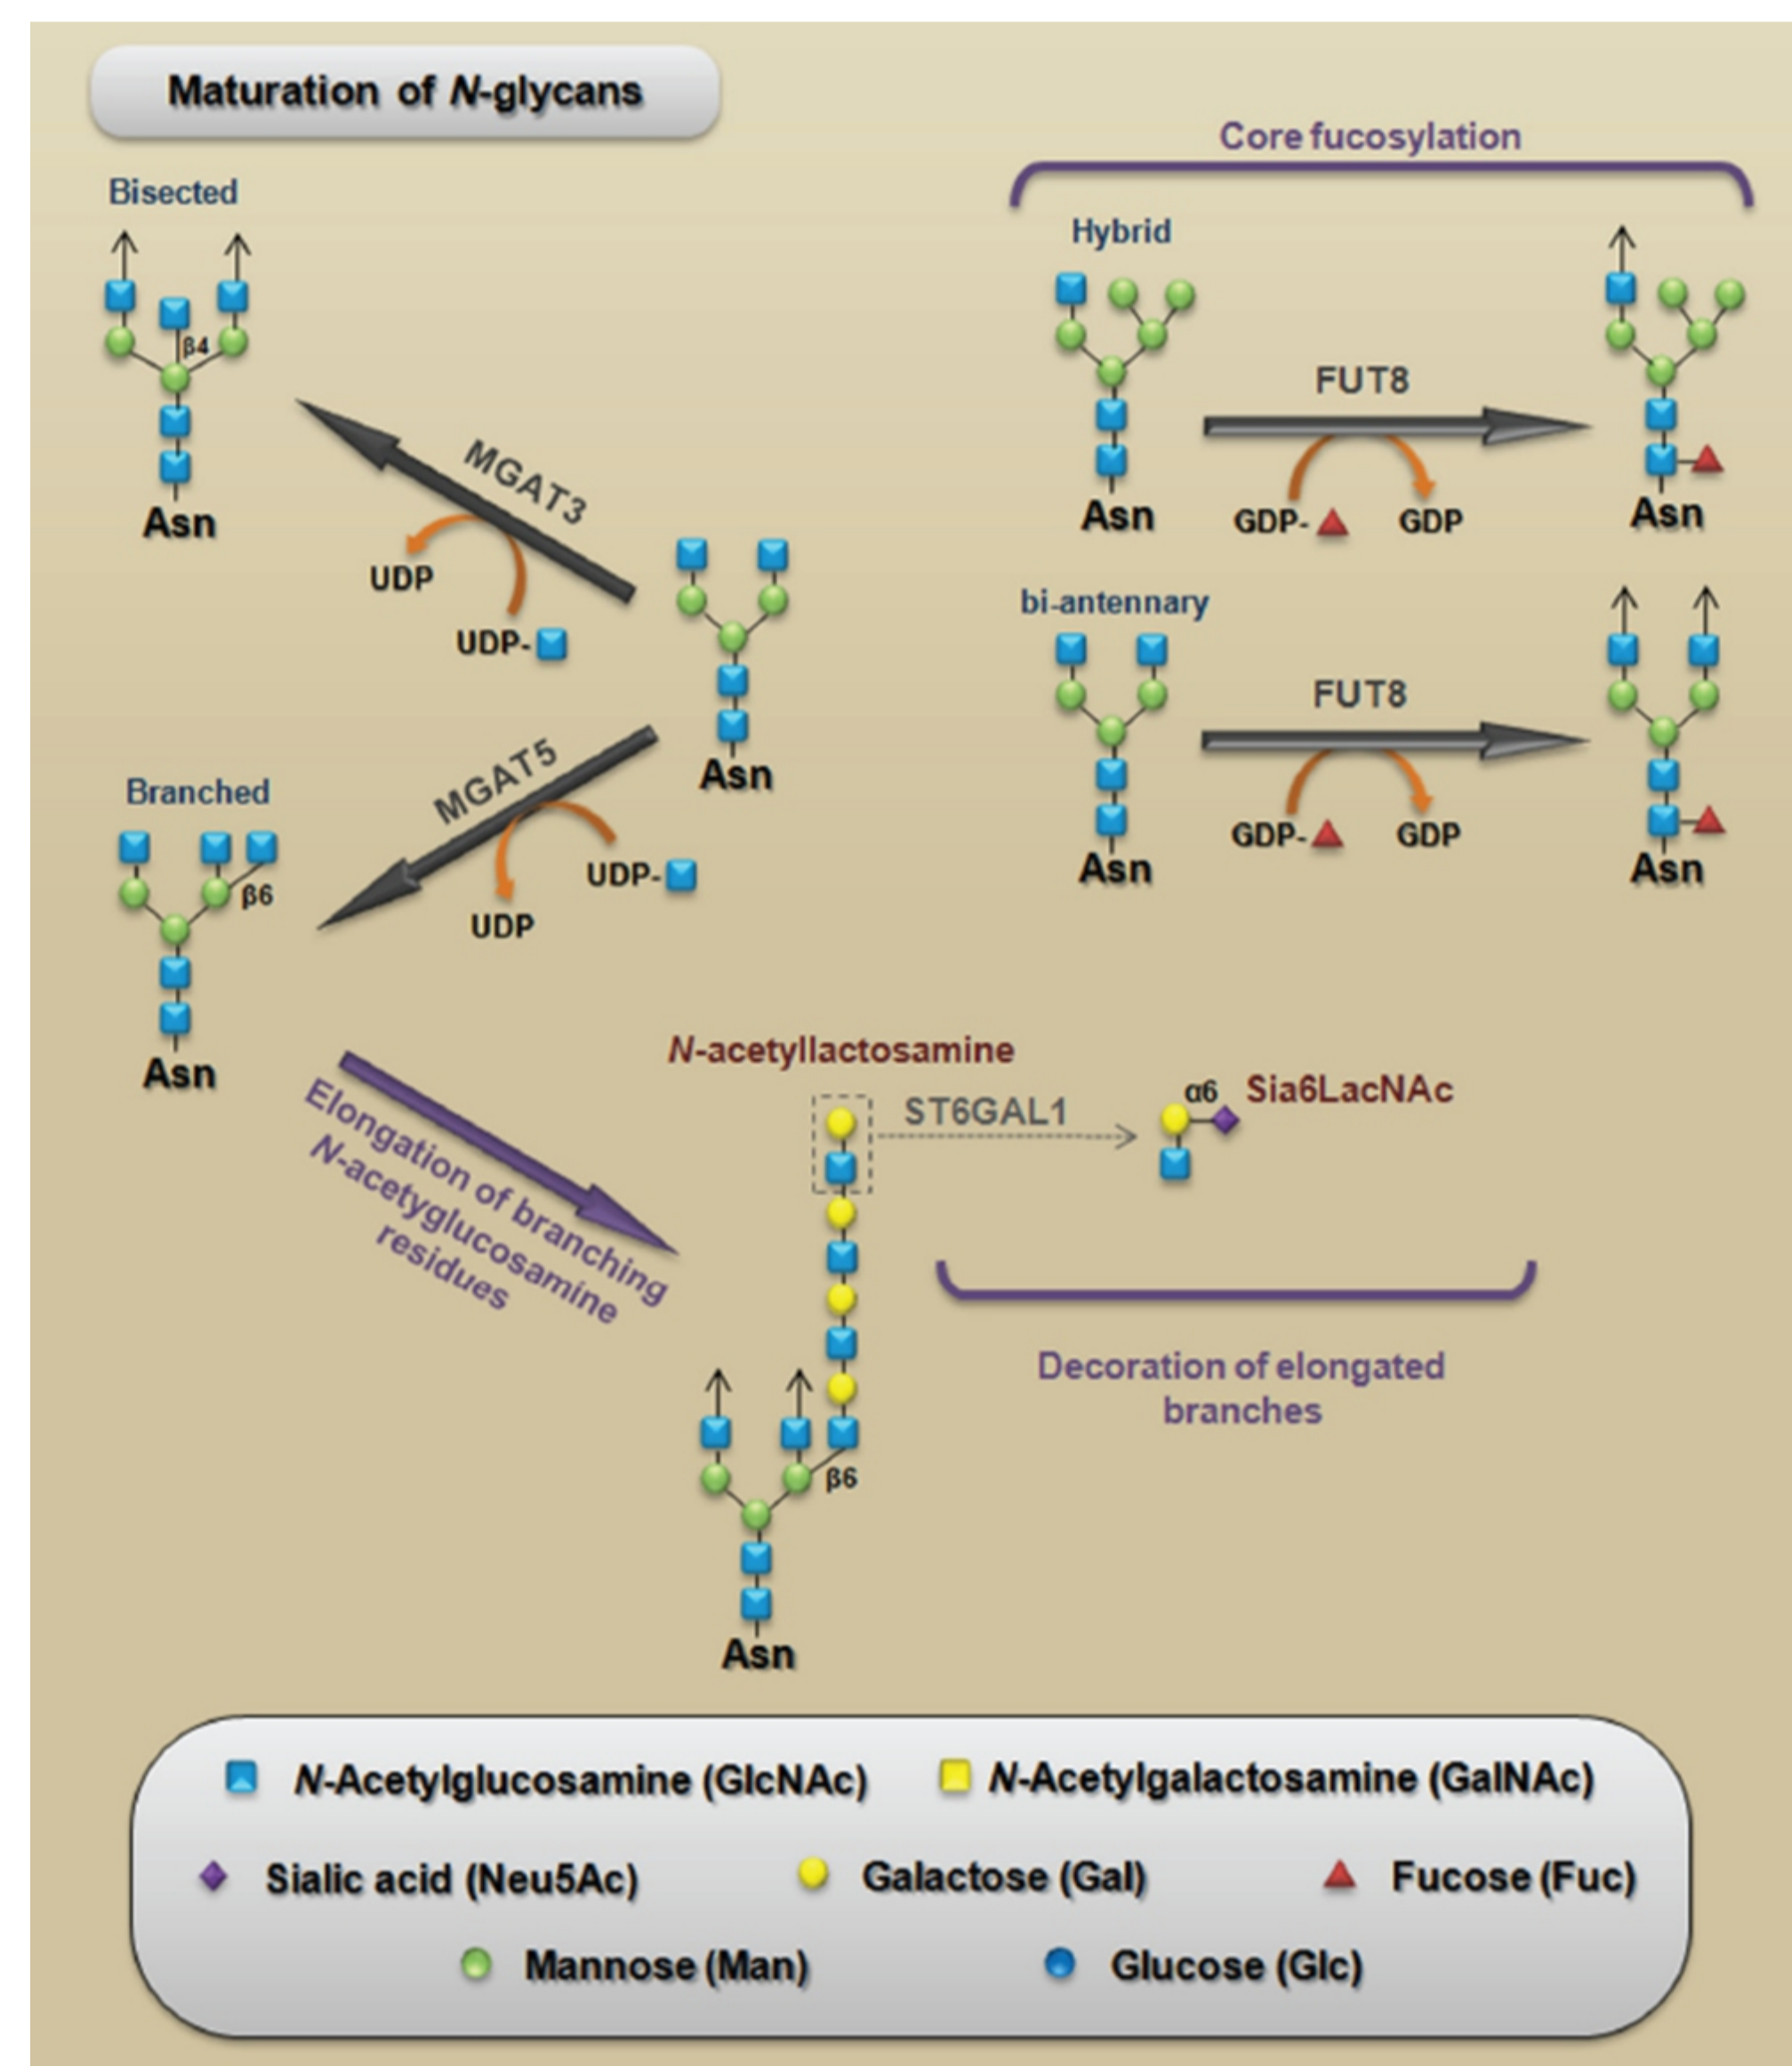 Maturation of N-glycans
Core fucosylation
Bisected
β4
Asn
MGAT3
UDP
UDP-
Asn
MGAT5
UDP-
UDP
Branched
β6
Asn
Hybrid
Asn
FUT8
GDP-
GDP
Asn
bi-antennary
Asn
FUT8
GDP-
GDP
Asn
Elongation of branching
N-acetyglucosamine
residues
N-acetyllactosamine
ST6GAL1
α6
Sia6LacNAc
Decoration of elongated
branches
β6
Asn
N-Acetylglucosamine (GlcNAc)
N-Acetylgalactosamine (GalNAc)
Sialic acid (Neu5Ac)
Galactose (Gal)
Fucose (Fuc)
Mannose (Man)
Glucose (Glc)